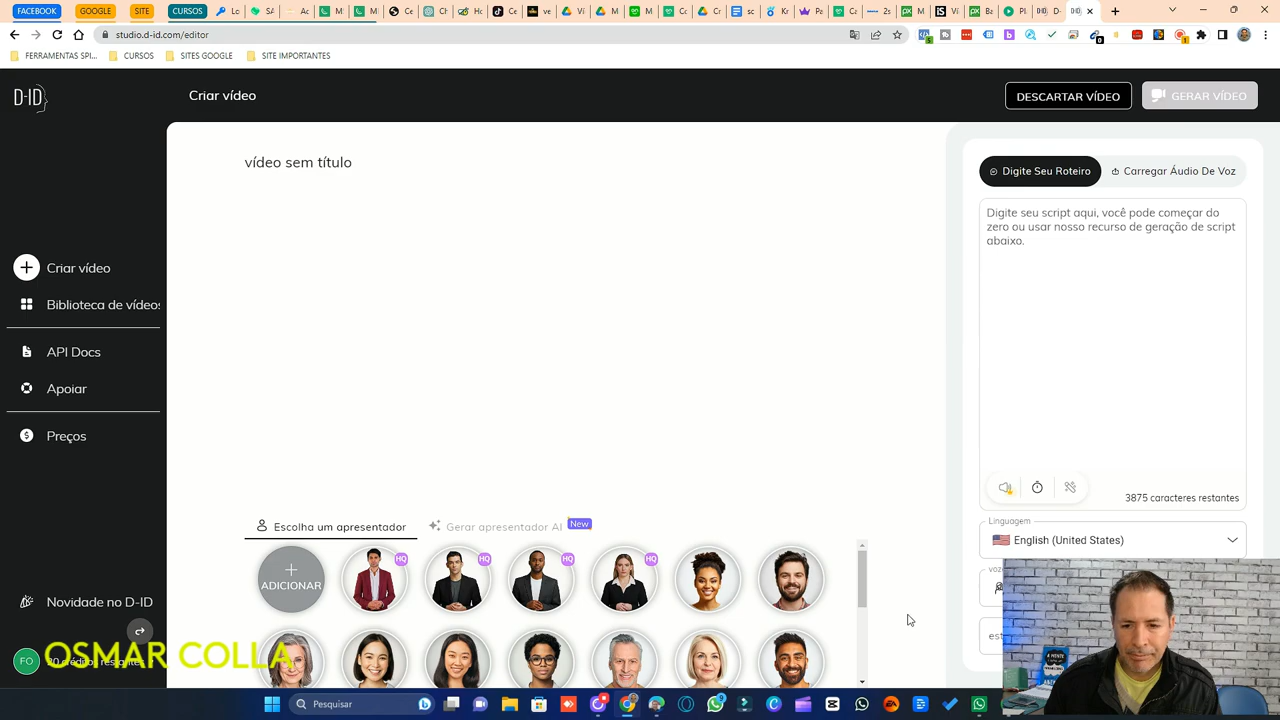 FACEBOOK
GOOGLE
SITE
CURSOS
studio.d-id.com/editor
FERRAMENTAS SPI...
CURSOS
SITES GOOGLE
SITE IMPORTANTES
D-ID
Criar vídeo
DESCARTAR VÍDEO
GERAR VÍDEO
vídeo sem título
Digite Seu Roteiro
Carregar Áudio De Voz
Digite seu script aqui, você pode começar do
zero ou usar nosso recurso de geração de script
abaixo.
Criar vídeo
Biblioteca de vídeos
API Docs
Apoiar
Preços
3875 caracteres restantes
Escolha um apresentador
Gerar apresentador AI
New
Linguagem
English (United States)
ADICIONAR
HQ
HQ
HQ
HQ
Novidade no D-ID
FO
OSMAR COLLA
Pesquisar